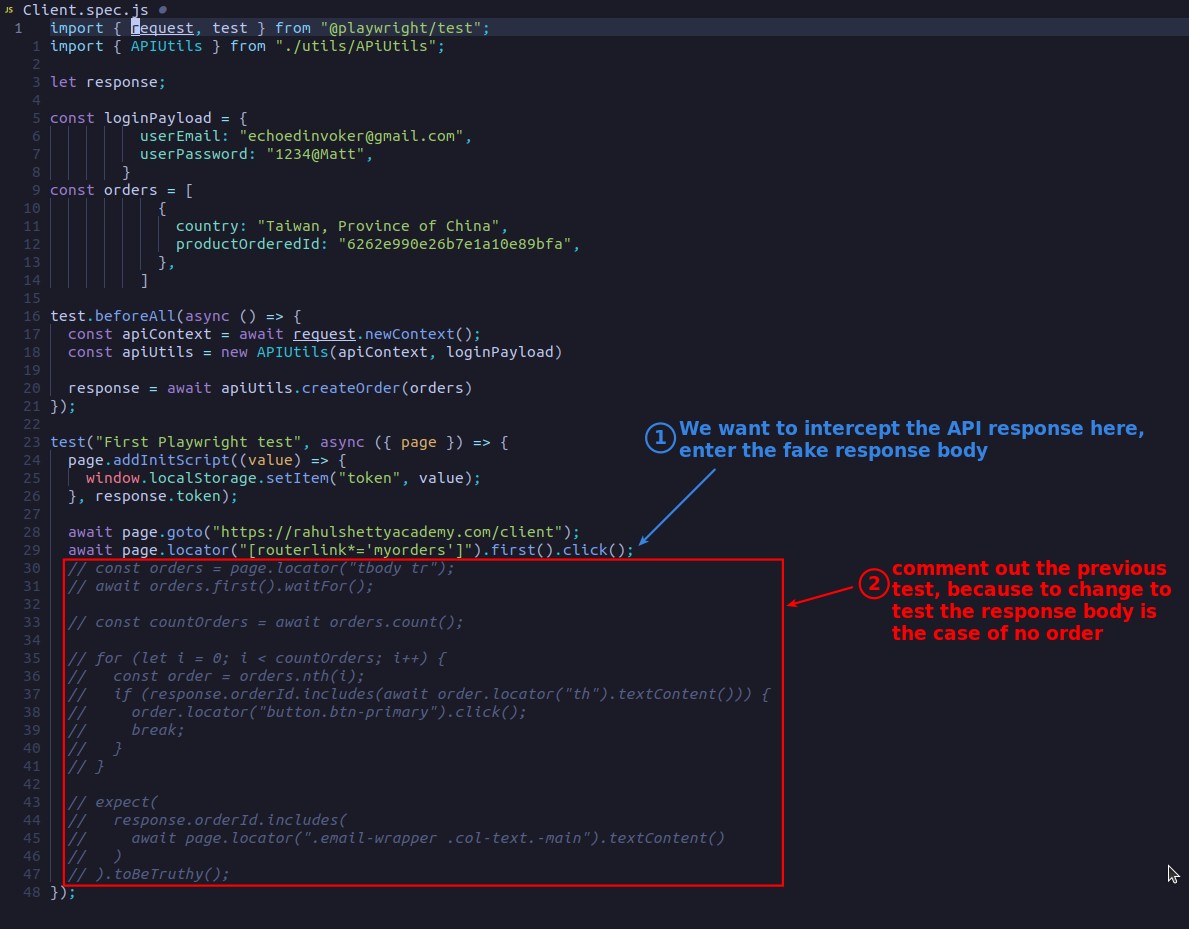 JS Client.spec.js
1 import { request, test } from "@playwright/test";
1 import { APIUtils } from "./utils/APiUtils";
2
3 let response;
4
5 const loginPayload = {
6 userEmail: "echoedinvoker@gmail.com",
7 userPassword: "1234@Matt",
8 }
9 const orders = [
10 {
11 country: "Taiwan, Province of China",
12 productOrderedId: "6262e990e26b7e1a10e89bfa",
13 },
14 ]
15
16 test.beforeAll(async () => {
17 const apiContext = await request.newContext();
18 const apiUtils = new APIUtils(apiContext, loginPayload)
19
20 response = await apiUtils.createOrder(orders)
21 });
22
23 test("First Playwright test", async ({ page }) => {
24 page.addInitScript((value) => {
25 window.localStorage.setItem("token", value);
26 }, response.token);
27
28 await page.goto("https://rahulshettyacademy.com/client");
29 await page.locator("[routerlink*='myorders']").first().click();
1 We want to intercept the API response here,
enter the fake response body
30 // const orders = page.locator("tbody tr");
31 // await orders.first().waitFor();
32
33 // const countOrders = await orders.count();
34
35 // for (let i = 0; i < countOrders; i++) {
36 // const order = orders.nth(i);
37 // if (response.orderId.includes(await order.locator("th").textContent())) {
38 // order.locator("button.btn-primary").click();
39 // break;
40 // }
41 // }
42
43 // expect(
44 // response.orderId.includes(
45 // await page.locator(".email-wrapper .col-text.-main").textContent()
46 // )
47 // ).toBeTruthy();
48 });
2 comment out the previous
test, because to change to
test the response body is
the case of no order